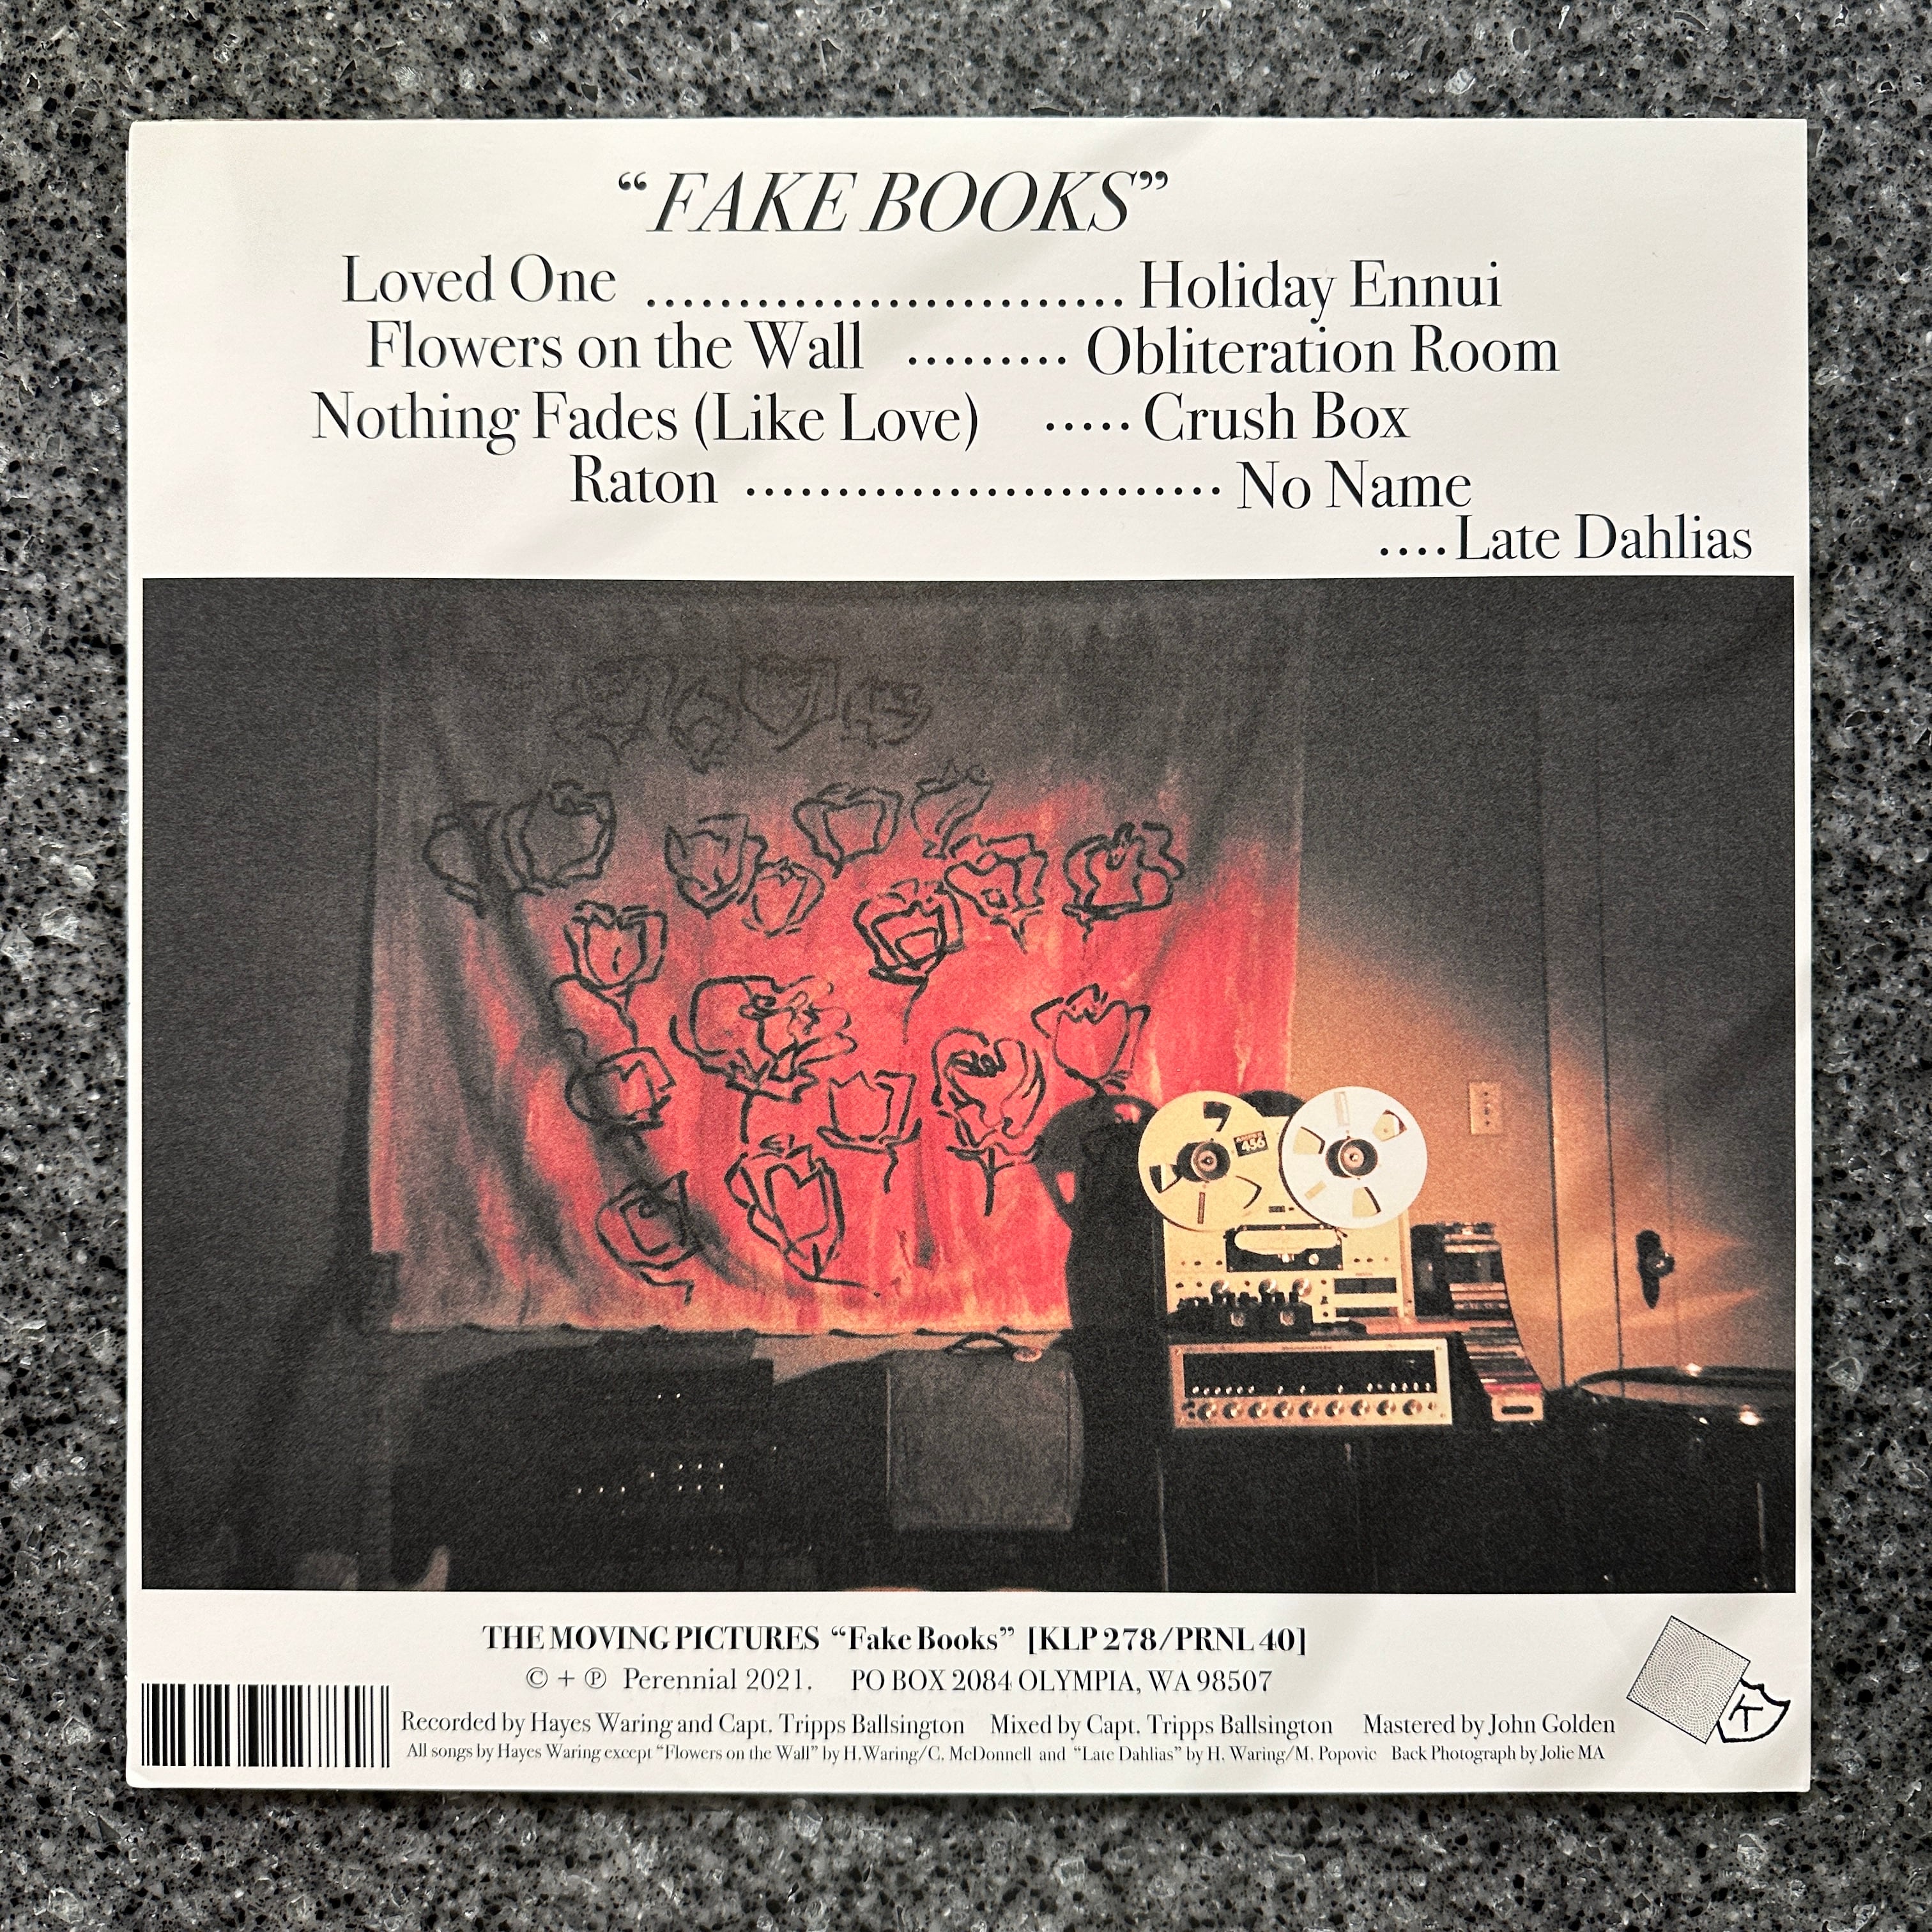 “FAKE BOOKS”
Loved One .......................... Holiday Ennui
Flowers on the Wall ......... Obliteration Room
Nothing Fades (Like Love) ..... Crush Box
Raton .......................... No Name
....Late Dahlias
456
THE MOVING PICTURES “Fake Books” [KLP 278/PRNL 40]
© + ℗ Perennial 2021. PO BOX 2084 OLYMPIA, WA 98507
Recorded by Hayes Waring and Capt. Tripps Ballsington Mixed by Capt. Tripps Ballsington Mastered by John Golden
All songs by Hayes Waring except “Flowers on the Wall” by H.Waring/C. McDonnell and “Late Dahlias” by H. Waring/M. Popovic Back Photograph by Jolie MA
K